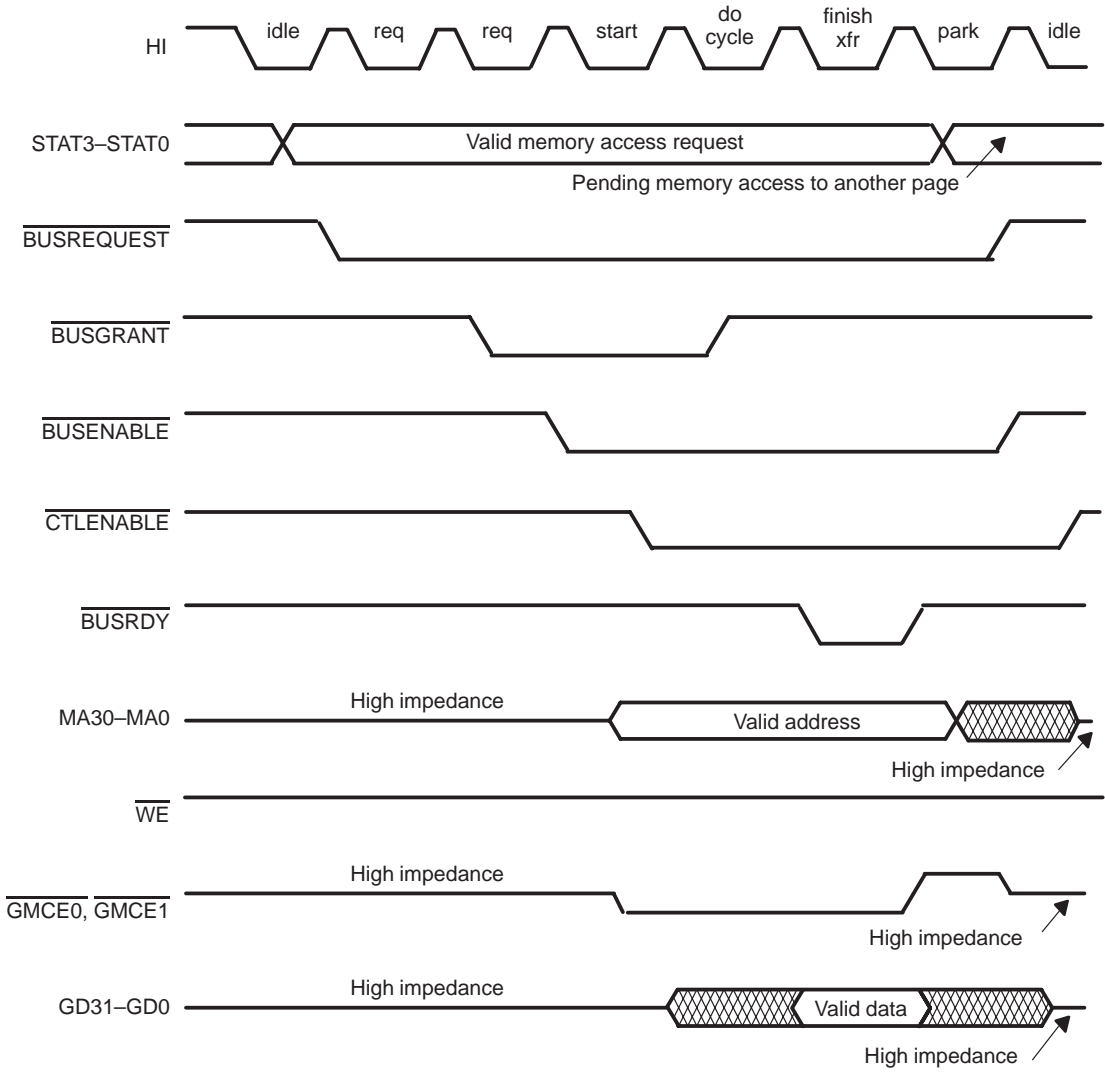 HI
idle
req
req
start
do
cycle
finish
xfr
park
idle
STAT3–STAT0
Valid memory access request
Pending memory access to another page
BUSREQUEST
BUSGRANT
BUSENABLE
CTLENABLE
BUSRDY
MA30–MA0
High impedance
Valid address
High impedance
WE
GMCE0, GMCE1
High impedance
High impedance
GD31–GD0
High impedance
Valid data
High impedance